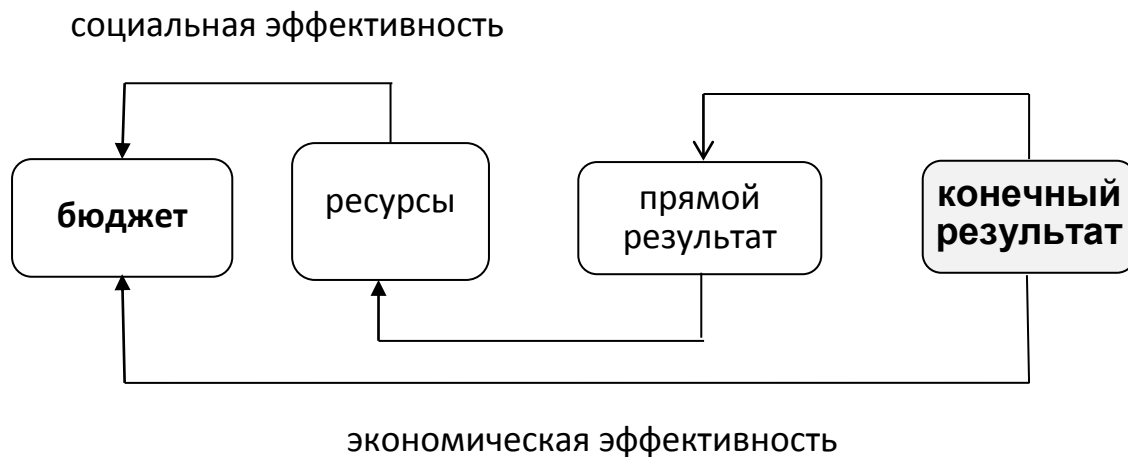 социальная эффективность
бюджет
ресурсы
прямой
результат
конечный
результат
экономическая эффективность